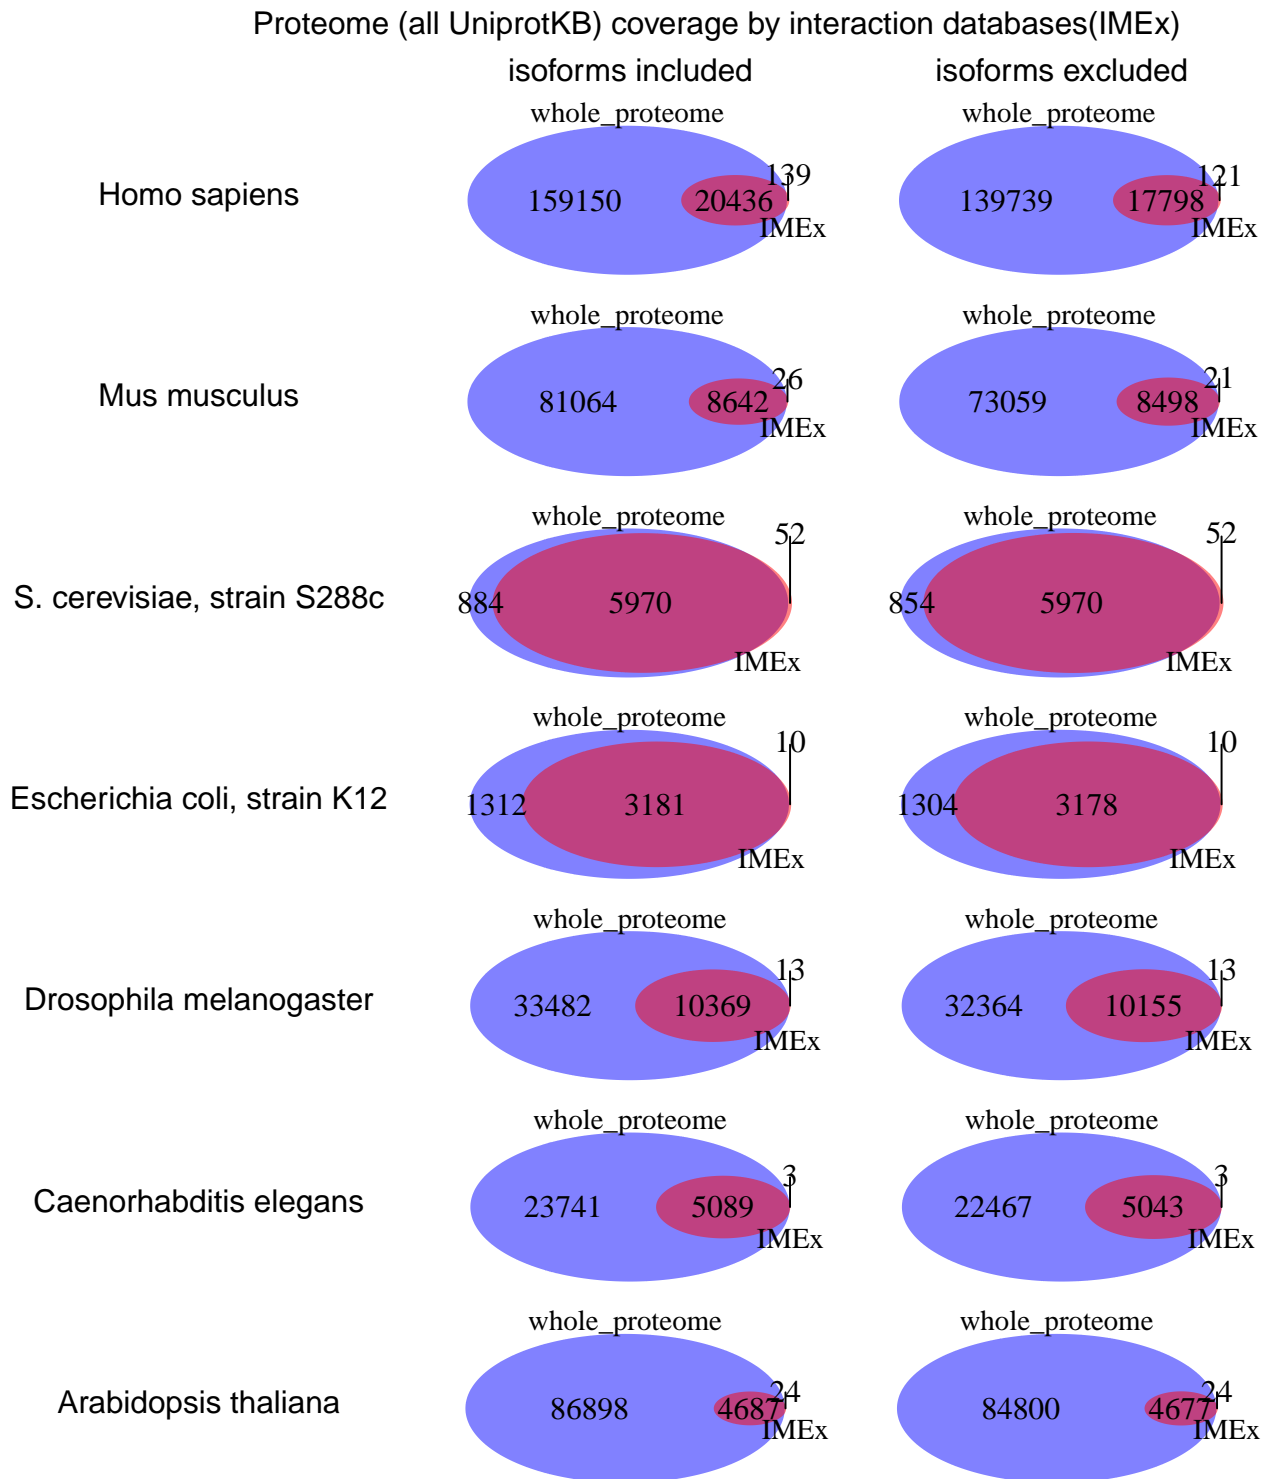 Proteome (all UniprotKB) coverage by interaction databases(IMEx)
isoforms included isoforms excluded
whole_proteome whole_proteome
139 121
Homo sapiens 159150 20436 139739 17798
IMEx IMEx
whole_proteome whole_proteome
26 21
Mus musculus 81064 8642 73059 8498
IMEx IMEx
whole_proteome whole_proteome
52 52
S. cerevisiae, strain S288c 884 5970 854 5970
IMEx IMEx
whole_proteome whole_proteome
10 10
Escherichia coli, strain K12 1312 3181 1304 3178
IMEx IMEx
whole_proteome whole_proteome
13 13
Drosophila melanogaster 33482 10369 32364 10155
IMEx IMEx
whole_proteome whole_proteome
3 3
Caenorhabditis elegans 23741 5089 22467 5043
IMEx IMEx
whole_proteome whole_proteome
24 24
Arabidopsis thaliana 86898 4687 84800 4677
IMEx IMEx